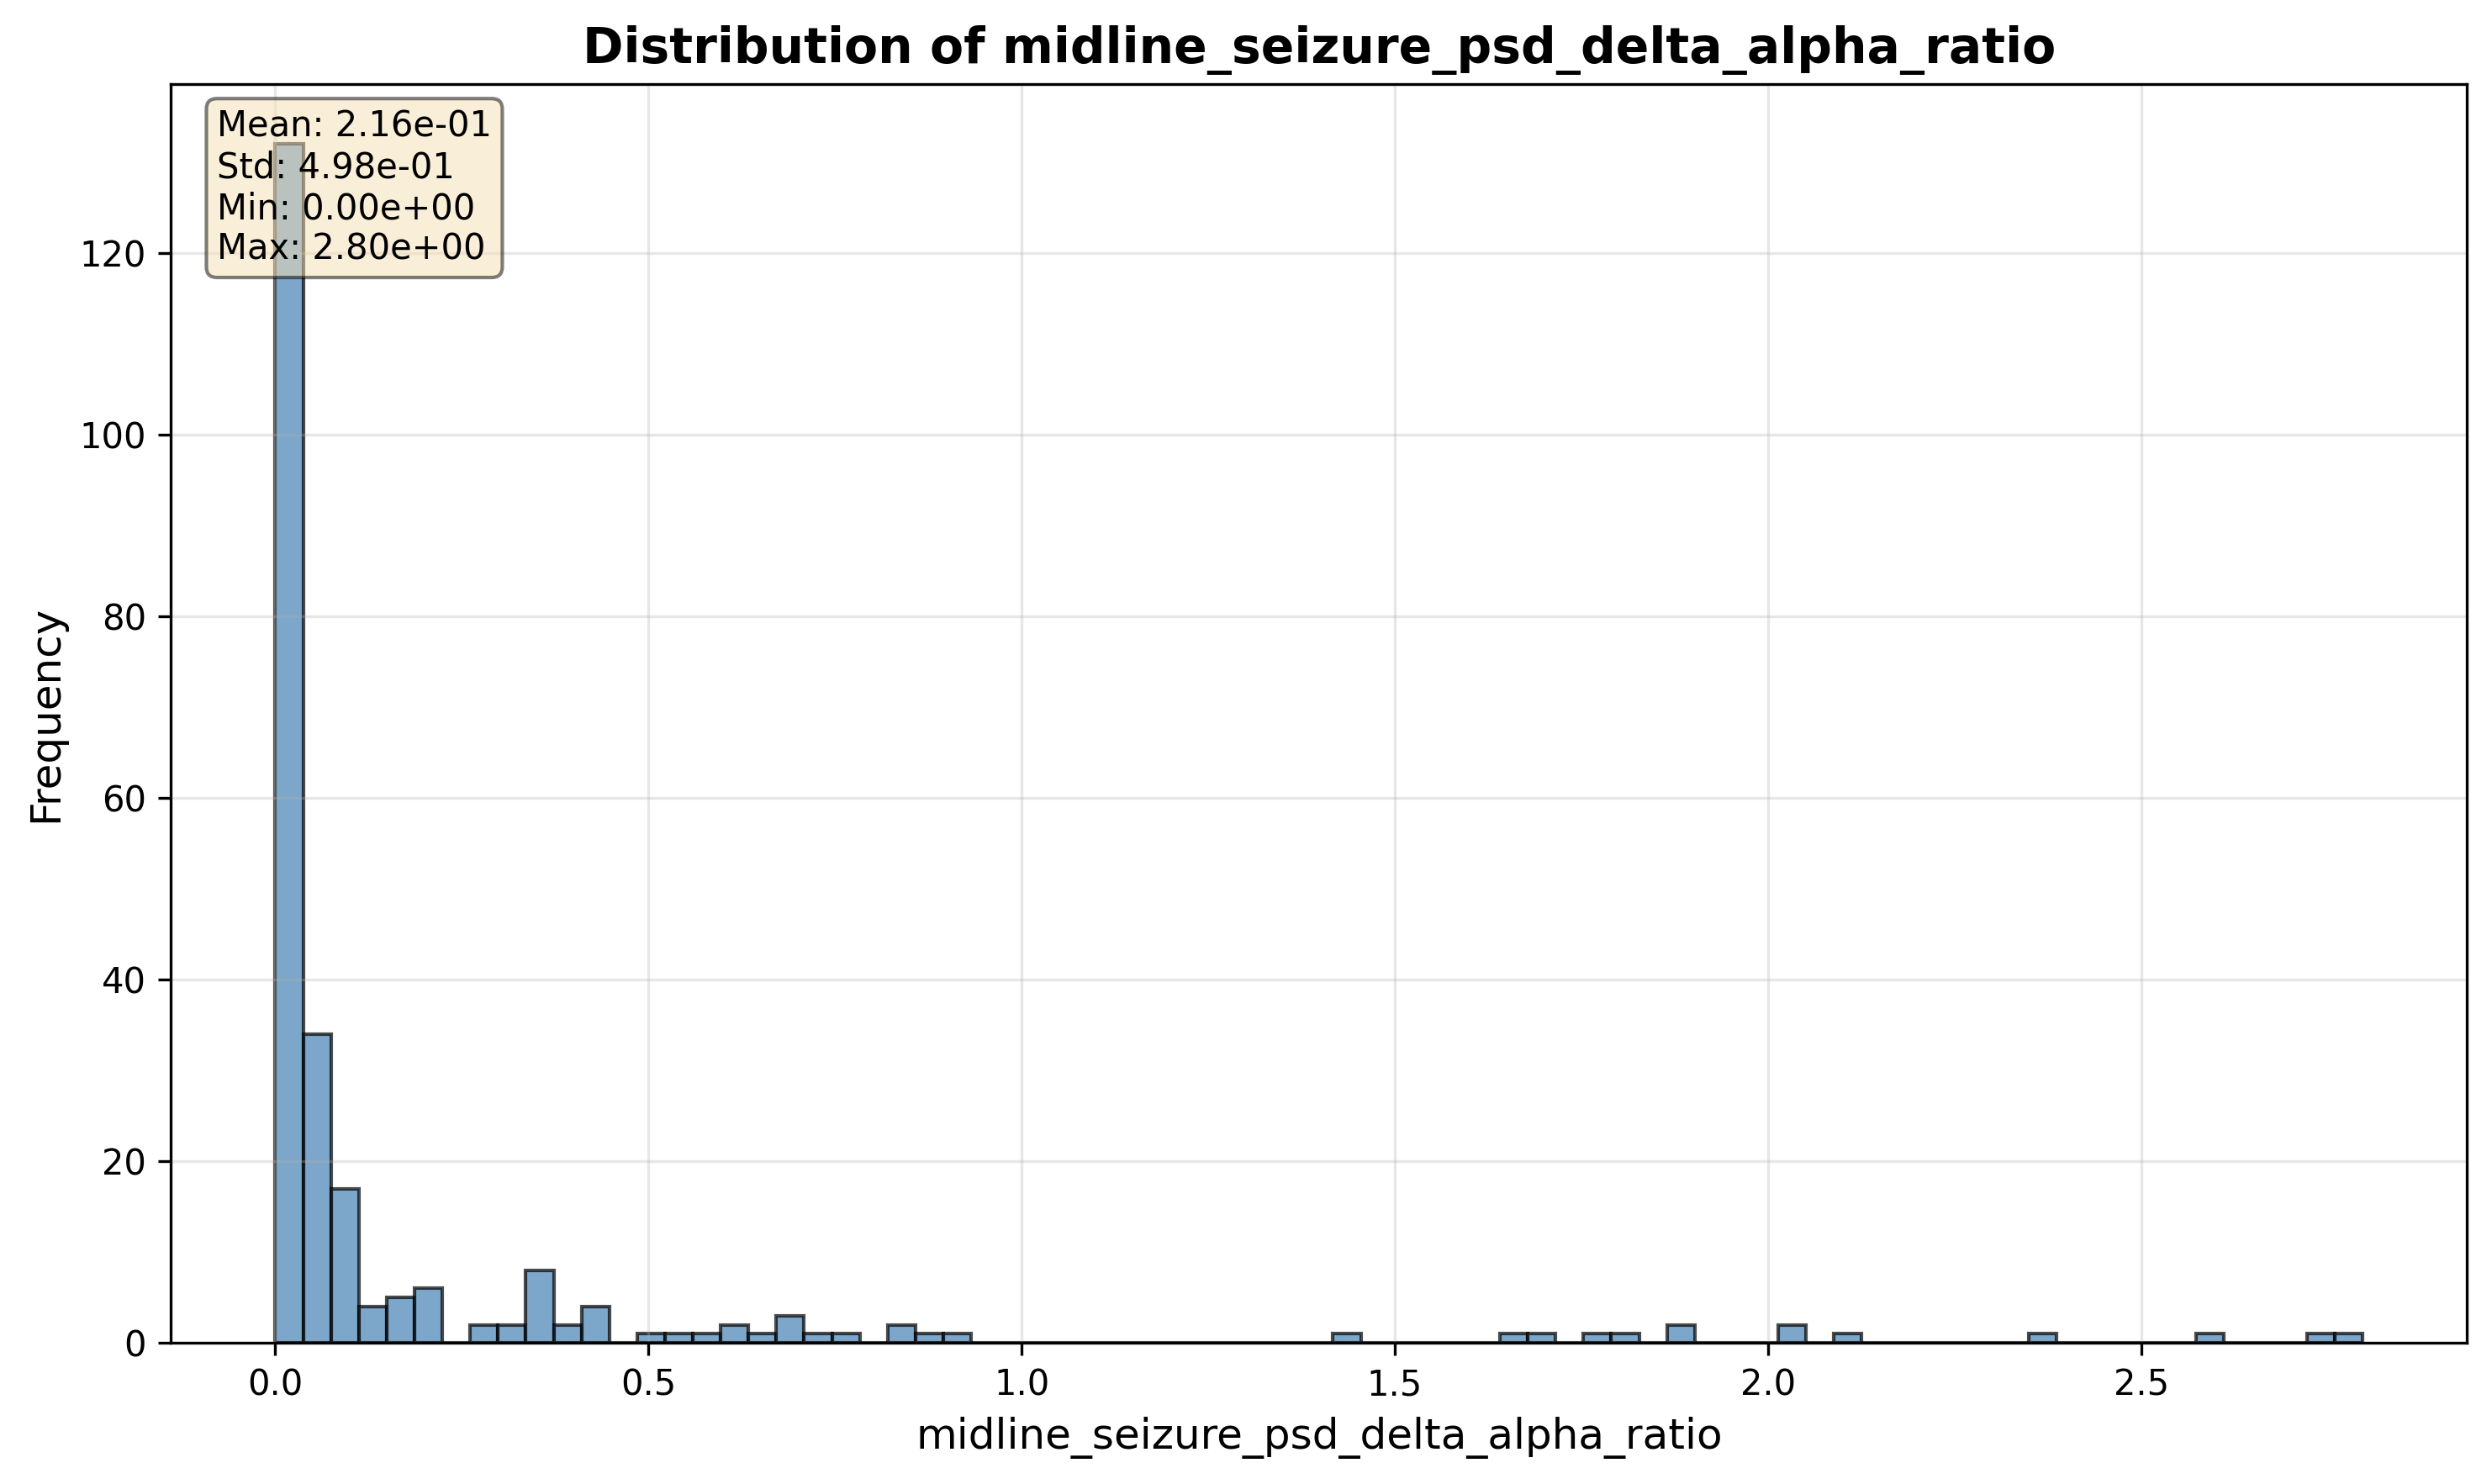 Distribution of midline_seizure_psd_delta_alpha_ratio
Mean: 2.16e-01
Std: 4.98e-01
Min: 0.00e+00
Max: 2.80e+00
120
100
80
60
40
20
0
Frequency
0.0 0.5 1.0 1.5 2.0 2.5
midline_seizure_psd_delta_alpha_ratio